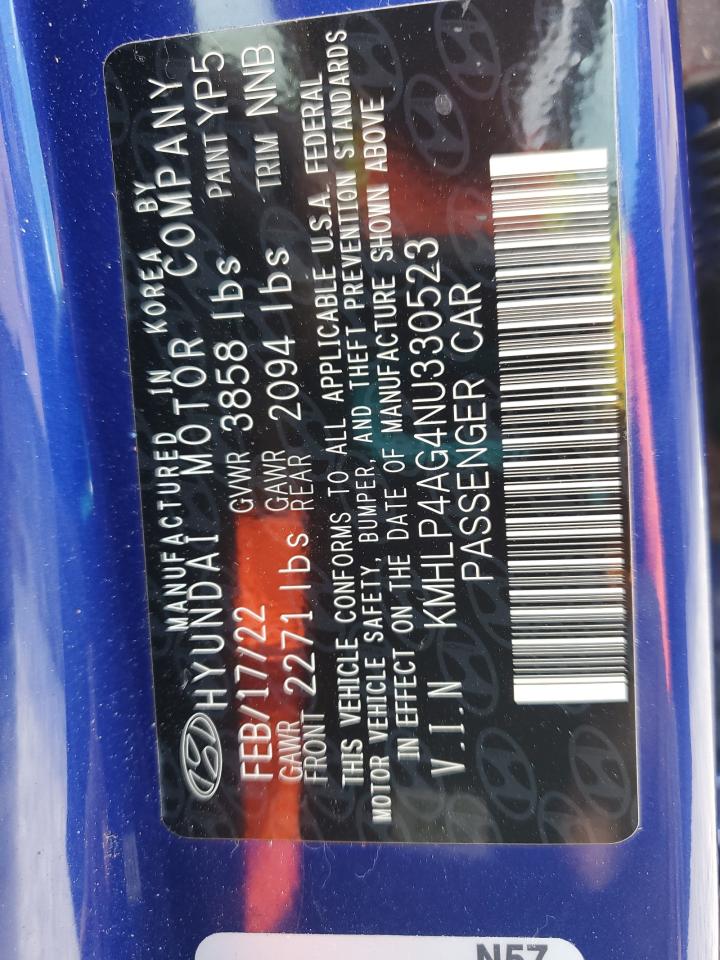 MANUFACTURED IN KOREA BY
HYUNDAI MOTOR COMPANY
FEB/17/22 GVWR 3858 lbs PAINT YP5
GAWR FRONT 2271 lbs GAWR REAR 2094 lbs TRIM NNB
THIS VEHICLE CONFORMS TO ALL APPLICABLE U.S.A. FEDERAL
MOTOR VEHICLE SAFETY, BUMPER, AND THEFT PREVENTION STANDARDS
IN EFFECT ON THE DATE OF MANUFACTURE SHOWN ABOVE
V.I.N KMHLP4AG4NU330523
PASSENGER CAR
N57